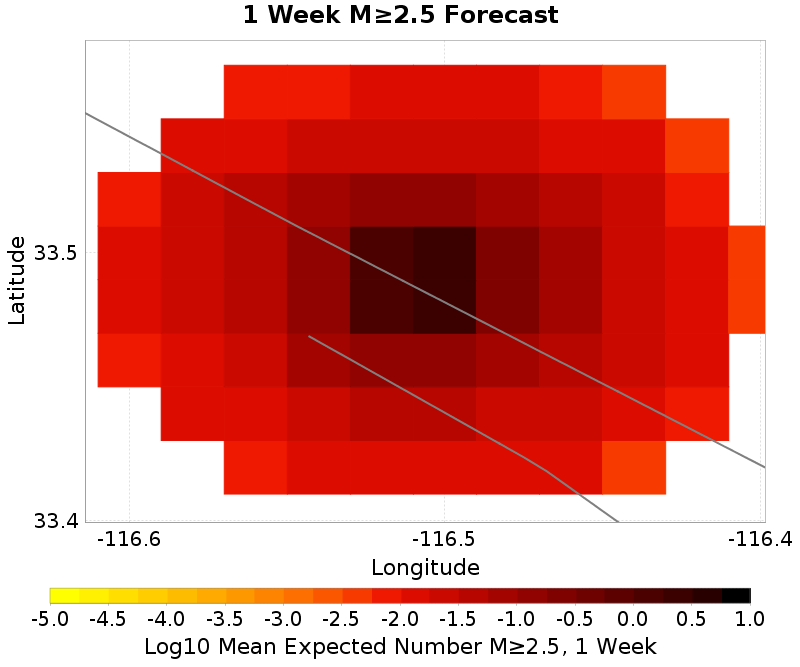 1 Week M≥2.5 Forecast
Latitude
33.5
33.4
-116.6 -116.5 -116.4
Longitude
-5.0 -4.5 -4.0 -3.5 -3.0 -2.5 -2.0 -1.5 -1.0 -0.5 0.0 0.5 1.0
Log10 Mean Expected Number M≥2.5, 1 Week